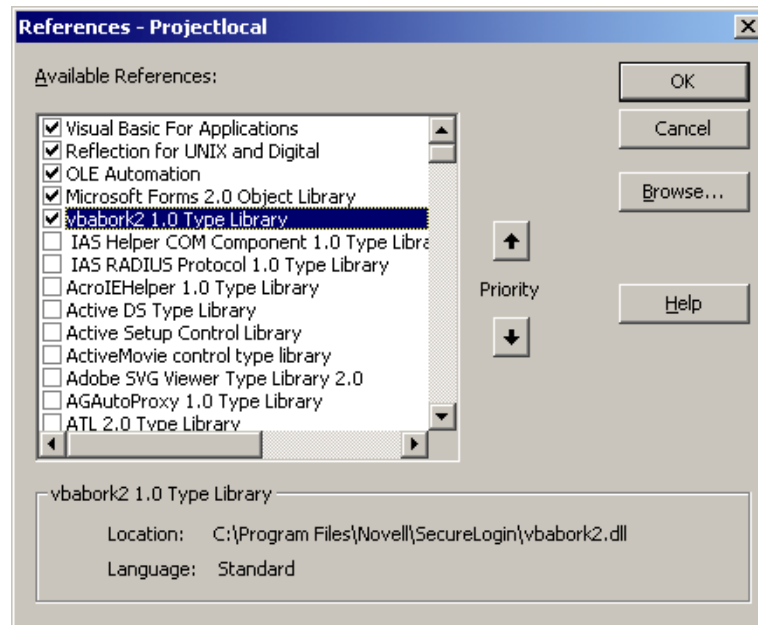 References - Projectlocal
Available References:
Visual Basic For Applications
Reflection for UNIX and Digital
OLE Automation
Microsoft Forms 2.0 Object Library
vbabork2 1.0 Type Library
IAS Helper COM Component 1.0 Type Libra
IAS RADIUS Protocol 1.0 Type Library
AcroIEHelper 1.0 Type Library
Active DS Type Library
Active Setup Control Library
ActiveMovie control type library
Adobe SVG Viewer Type Library 2.0
AGAutoProxy 1.0 Type Library
ATL 2.0 Type Library
Priority
OK
Cancel
Browse...
Help
vbabork2 1.0 Type Library
Location: C:\Program Files\Novell\SecureLogin\vbabork2.dll
Language: Standard